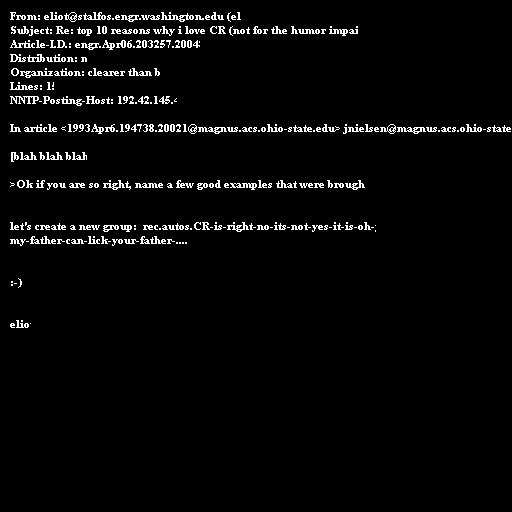 From: eliot@stalfos.engr.washington.edu (el
Subject: Re: top 10 reasons why i love CR (not for the humor impai
Article-I.D.: engr.Apr06.203257.2004
Distribution: n
Organization: clearer than b
Lines: 1
NNTP-Posting-Host: 192.42.145.
In article <1993Apr6.194738.20021@magnus.acs.ohio-state.edu> jnielsen@magnus.acs.ohio-state
[blah blah blah
>Ok if you are so right, name a few good examples that were brough
let's create a new group: rec.autos.CR-is-right-no-its-not-yes-it-is-oh-
my-father-can-lick-your-father-....
:-)
elio